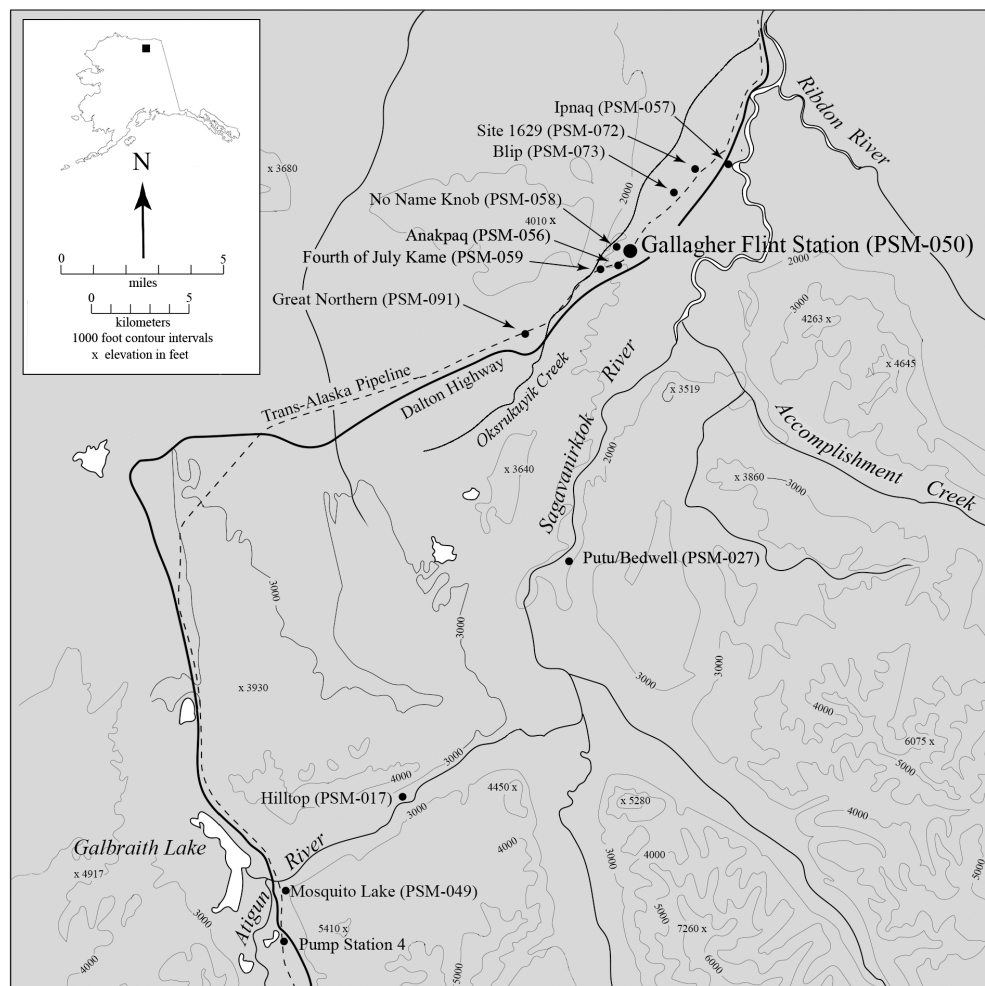 N
0
5
miles
0
5
kilometers
1000 foot contour intervals
x elevation in feet
Ribdon River
Ipnaq (PSM-057)
Site 1629 (PSM-072)
Blip (PSM-073)
x 3680
2000
No Name Knob (PSM-058)
4010 x
Anakpaq (PSM-056)
Gallagher Flint Station (PSM-050)
Fourth of July Kame (PSM-059
2000
Great Northern (PSM-091)
3000
4263 x
x 4645
Trans-Alaska Pipeline
Dalton Highway
Oksrukuyik Creek
Sagavanirktok River
x 3519
Accomplishment Creek
2000
x 3640
x 3860
3000
Putu/Bedwell (PSM-027)
3000
3000
3000
3000
x 3930
4000
6075 x
5000
3000
4000
Hilltop (PSM-017)
3000
4450 x
x 5280
4000
Galbraith Lake
Atigun River
4000
3000
4000
5000
x 4917
Mosquito Lake (PSM-049)
3000
5410 x
5000
7260 x
Pump Station 4
4000
5000
6000